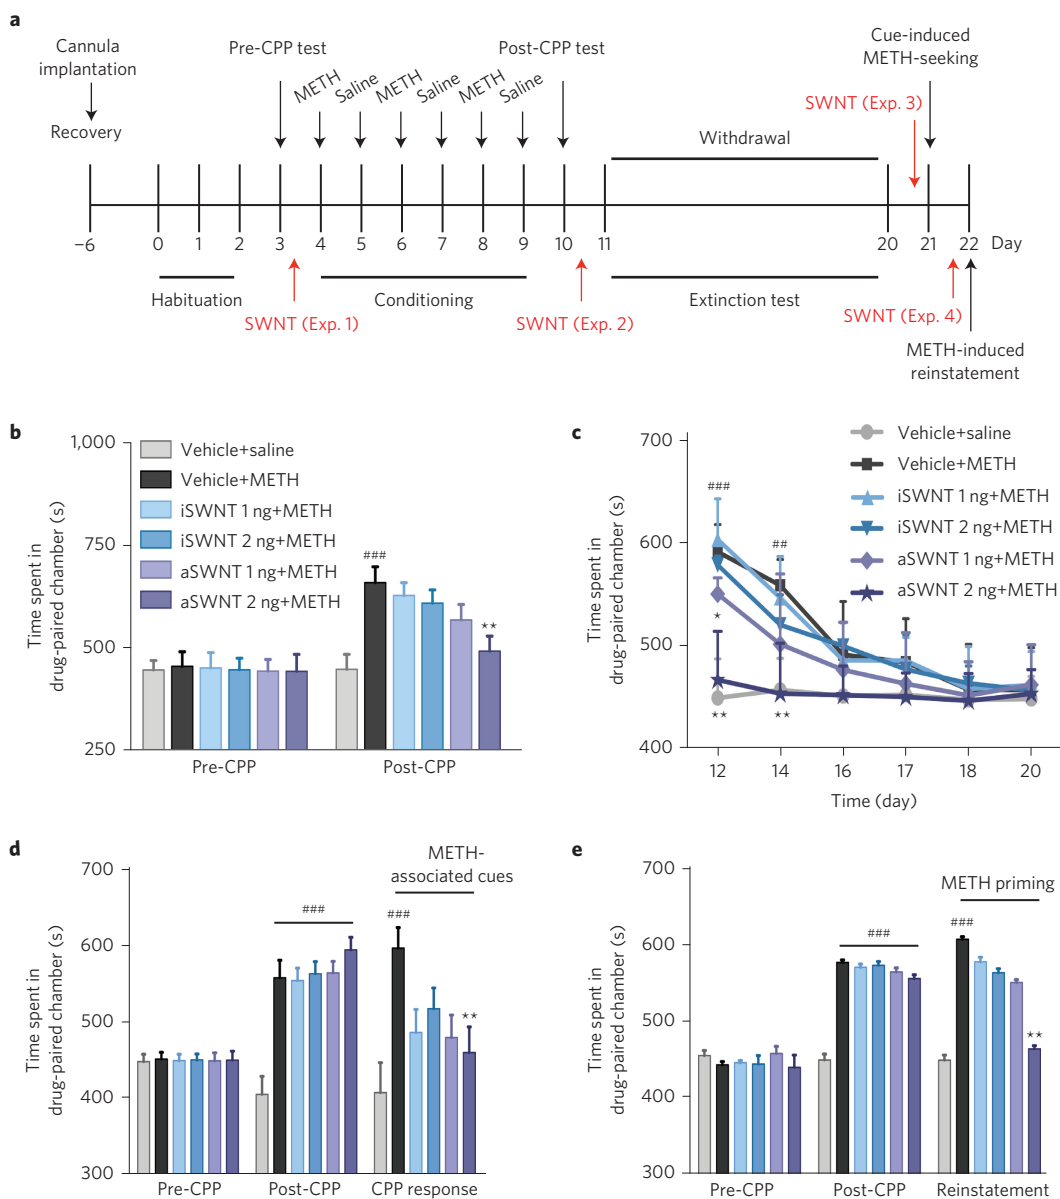 a
Cannula
implantation
Recovery
Pre-CPP test
METH
Saline
METH
Saline
METH
Saline
Post-CPP test
Cue-induced
METH-seeking
SWNT (Exp. 3)
Withdrawal
−6 0 1 2 3 4 5 6 7 8 9 10 11 20 21 22 Day
Habituation
SWNT (Exp. 1)
Conditioning
SWNT (Exp. 2)
Extinction test
SWNT (Exp. 4)
METH-induced
reinstatement
b
Time spent in
drug-paired chamber (s)
1,000
750
500
250
Vehicle+saline
Vehicle+METH
iSWNT 1 ng+METH
iSWNT 2 ng+METH
aSWNT 1 ng+METH
aSWNT 2 ng+METH
###
**
Pre-CPP Post-CPP
c
Time spent in
drug-paired chamber (s)
700
600
500
400
Vehicle+saline
Vehicle+METH
iSWNT 1 ng+METH
iSWNT 2 ng+METH
aSWNT 1 ng+METH
aSWNT 2 ng+METH
###
##
*
** **
12 14 16 17 18 20
Time (day)
d
Time spent in
drug-paired chamber (s)
700
600
500
400
300
METH-
associated cues
###
###
**
Pre-CPP Post-CPP CPP response
e
Time spent in
drug-paired chamber (s)
700
600
500
400
300
METH priming
###
###
**
Pre-CPP Post-CPP Reinstatement